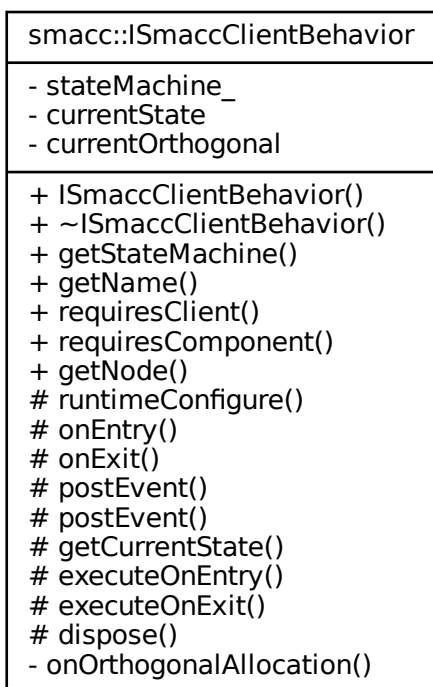 smacc::ISmaccClientBehavior
- stateMachine_
- currentState
- currentOrthogonal
+ ISmaccClientBehavior()
+ ~ISmaccClientBehavior()
+ getStateMachine()
+ getName()
+ requiresClient()
+ requiresComponent()
+ getNode()
# runtimeConfigure()
# onEntry()
# onExit()
# postEvent()
# postEvent()
# getCurrentState()
# executeOnEntry()
# executeOnExit()
# dispose()
- onOrthogonalAllocation()